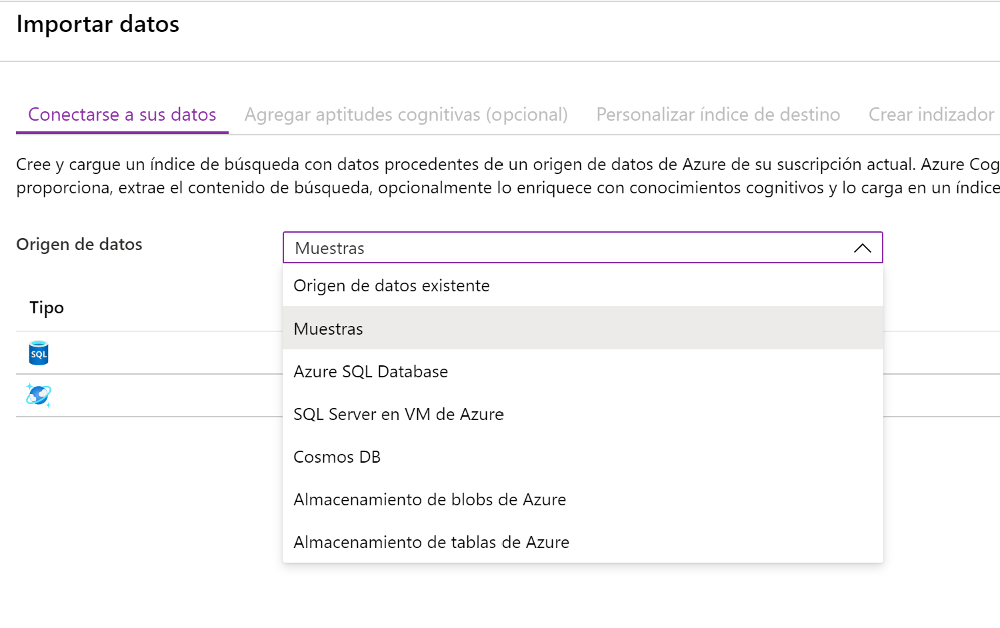 Importar datos
Conectarse a sus datos
Agregar aptitudes cognitivas (opcional)
Personalizar índice de destino
Crear indizador
Cree y cargue un índice de búsqueda con datos procedentes de un origen de datos de Azure de su suscripción actual. Azure Cog
proporciona, extrae el contenido de búsqueda, opcionalmente lo enriquece con conocimientos cognitivos y lo carga en un índice
Origen de datos
Muestras
Origen de datos existente
Tipo
Muestras
SQL
Azure SQL Database
SQL Server en VM de Azure
Cosmos DB
Almacenamiento de blobs de Azure
Almacenamiento de tablas de Azure